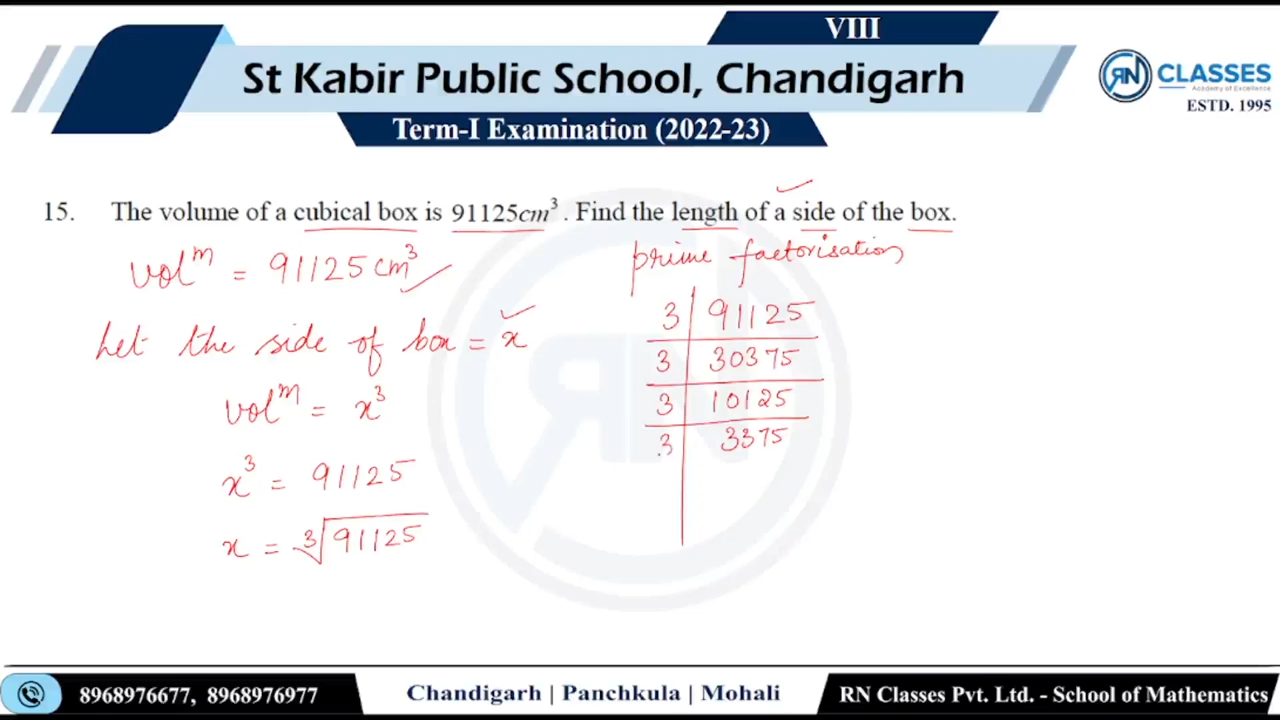 VIII
St Kabir Public School, Chandigarh
RN CLASSES
Academy of Excellence
ESTD. 1995
Term-I Examination (2022-23)
15. The volume of a cubical box is 91125cm³. Find the length of a side of the box.
volᵐ = 91125 cm³
Let the side of box = x
volᵐ = x³
x³ = 91125
x = ∛91125
prime factorisation
3 | 91125
3 | 30375
3 | 10125
3 | 3375
RN
8968976677, 8968976977
Chandigarh | Panchkula | Mohali
RN Classes Pvt. Ltd. - School of Mathematics